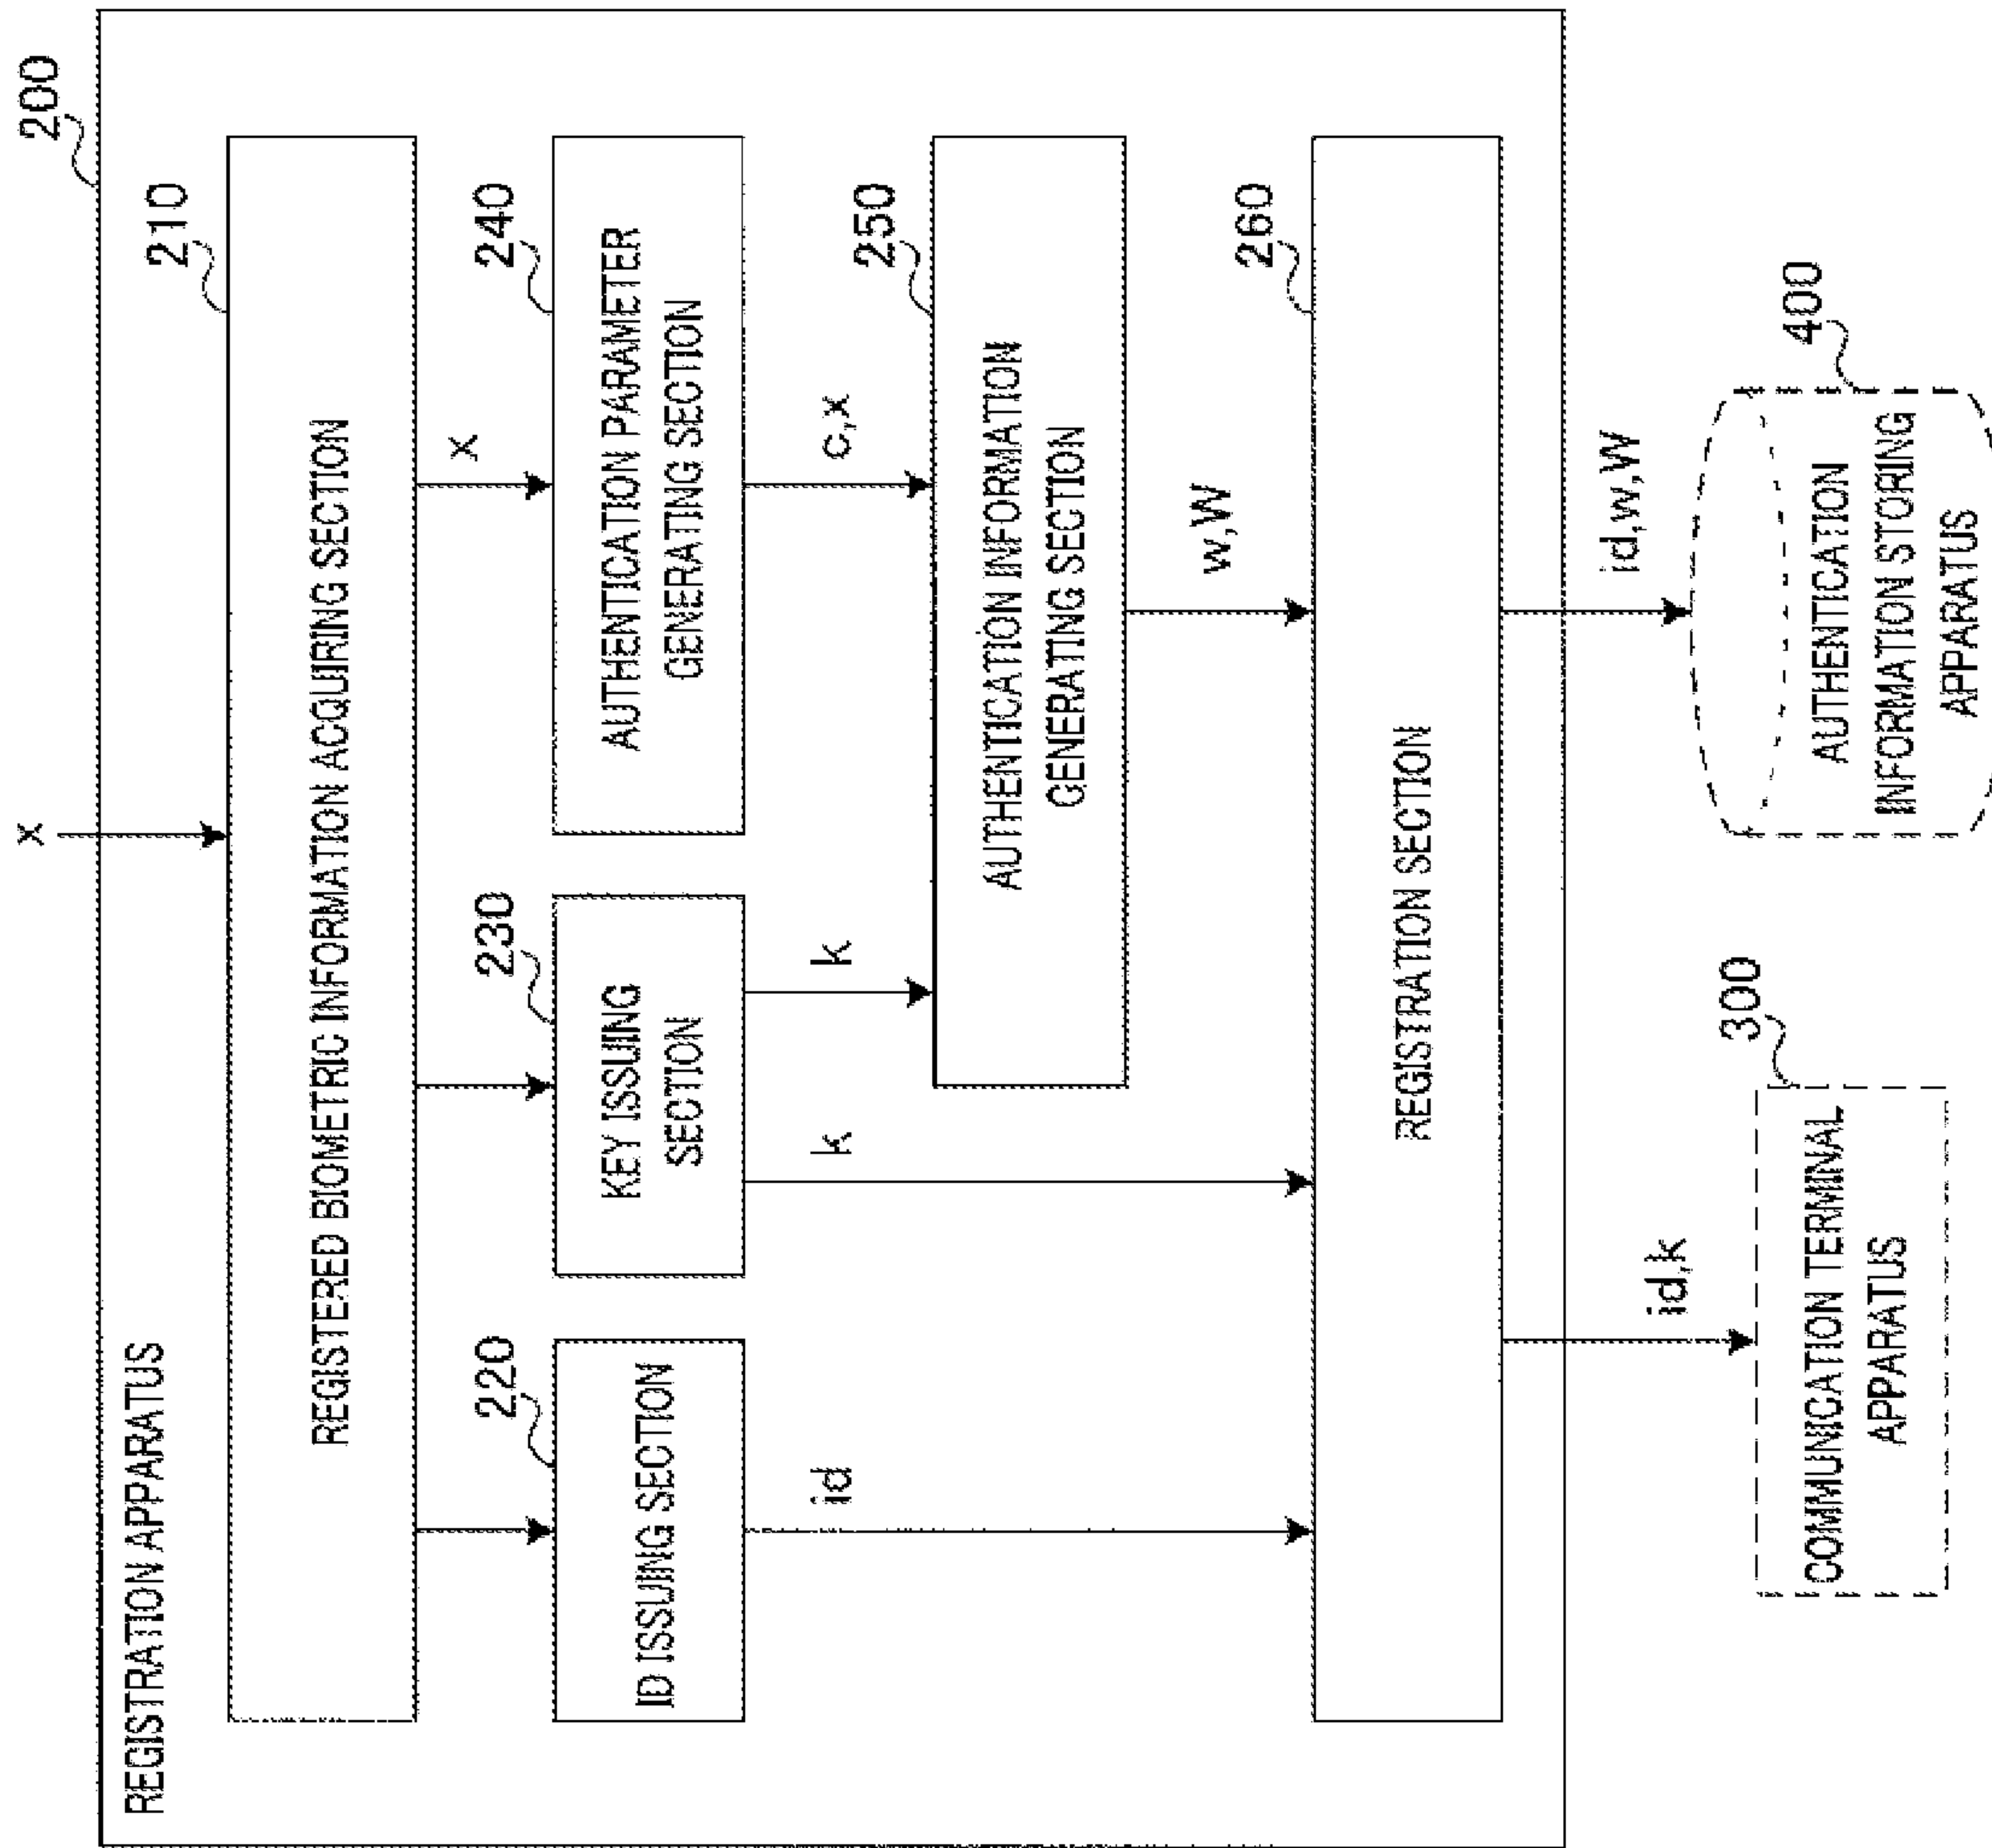 x
200
REGISTRATION APPARATUS
210
REGISTERED BIOMETRIC INFORMATION ACQUIRING SECTION
x
220
230
240
ID ISSUING SECTION
KEY ISSUING
SECTION
AUTHENTICATION PARAMETER
GENERATING SECTION
id
k
k
c,x
250
AUTHENTICATION INFORMATION
GENERATING SECTION
w,W
260
REGISTRATION SECTION
id,k
id,w,W
300
400
COMMUNICATION TERMINAL
APPARATUS
AUTHENTICATION
INFORMATION STORING
APPARATUS